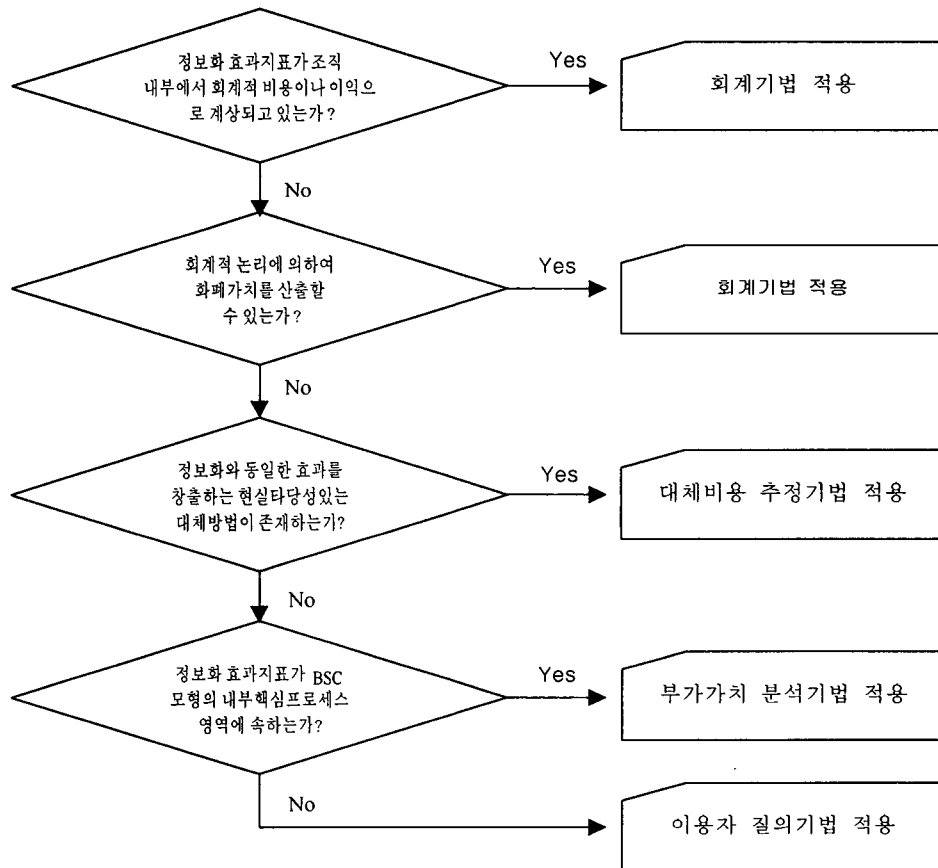 정보화 효과지표가 조직
내부에서 회계적 비용이나 이익으
로 계상되고 있는가?
Yes
회계기법 적용
No
회계적 논리에 의하여
화폐가치를 산출할
수 있는가?
Yes
회계기법 적용
No
정보화와 동일한 효과를
창출하는 현실타당성있는
대체방법이 존재하는가?
Yes
대체비용 추정기법 적용
No
정보화 효과지표가 BSC
모형의 내부핵심프로세스
영역에 속하는가?
Yes
부가가치 분석기법 적용
No
이용자 질의기법 적용